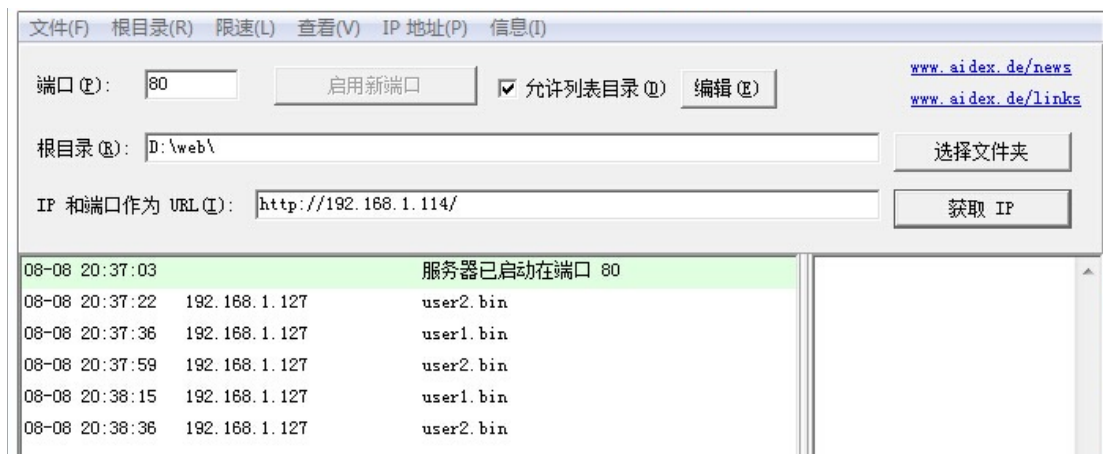 文件(F) 根目录(R) 限速(L) 查看(V) IP 地址(P) 信息(I)
端口(P): 80 启用新端口 允许列表目录(D) 编辑(E) www.aidex.de/news
www.aidex.de/links
根目录(R): D:\web\ 选择文件夹
IP 和端口作为 URL(I): http://192.168.1.114/ 获取 IP
08-08 20:37:03 服务器已启动在端口 80
08-08 20:37:22 192.168.1.127 user2.bin
08-08 20:37:36 192.168.1.127 user1.bin
08-08 20:37:59 192.168.1.127 user2.bin
08-08 20:38:15 192.168.1.127 user1.bin
08-08 20:38:36 192.168.1.127 user2.bin